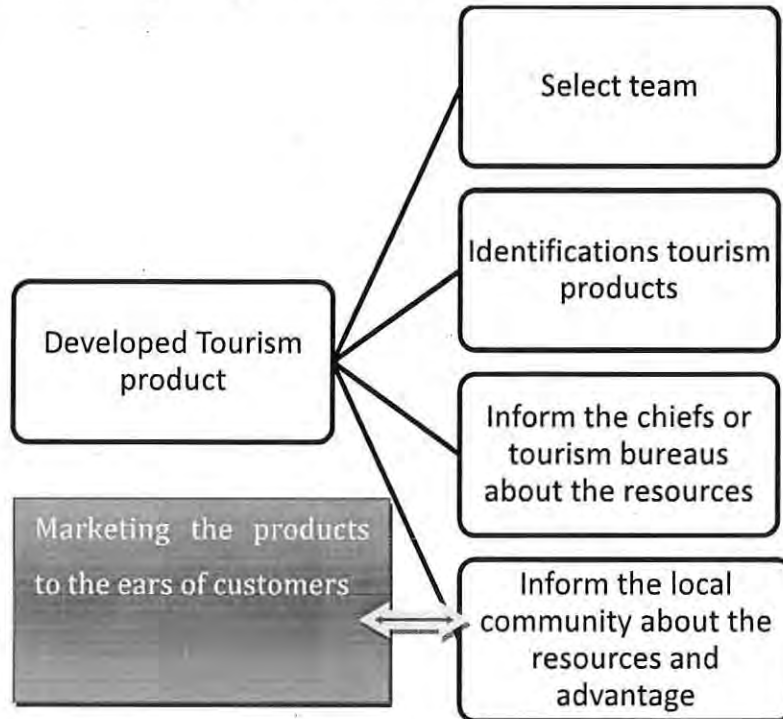 Select team
Identifications tourism
products
Developed Tourism
product
Inform the chiefs or
tourism bureaus
about the resources
Marketing the products
to the ears of customers
Inform the local
community about the
resources and
advantage